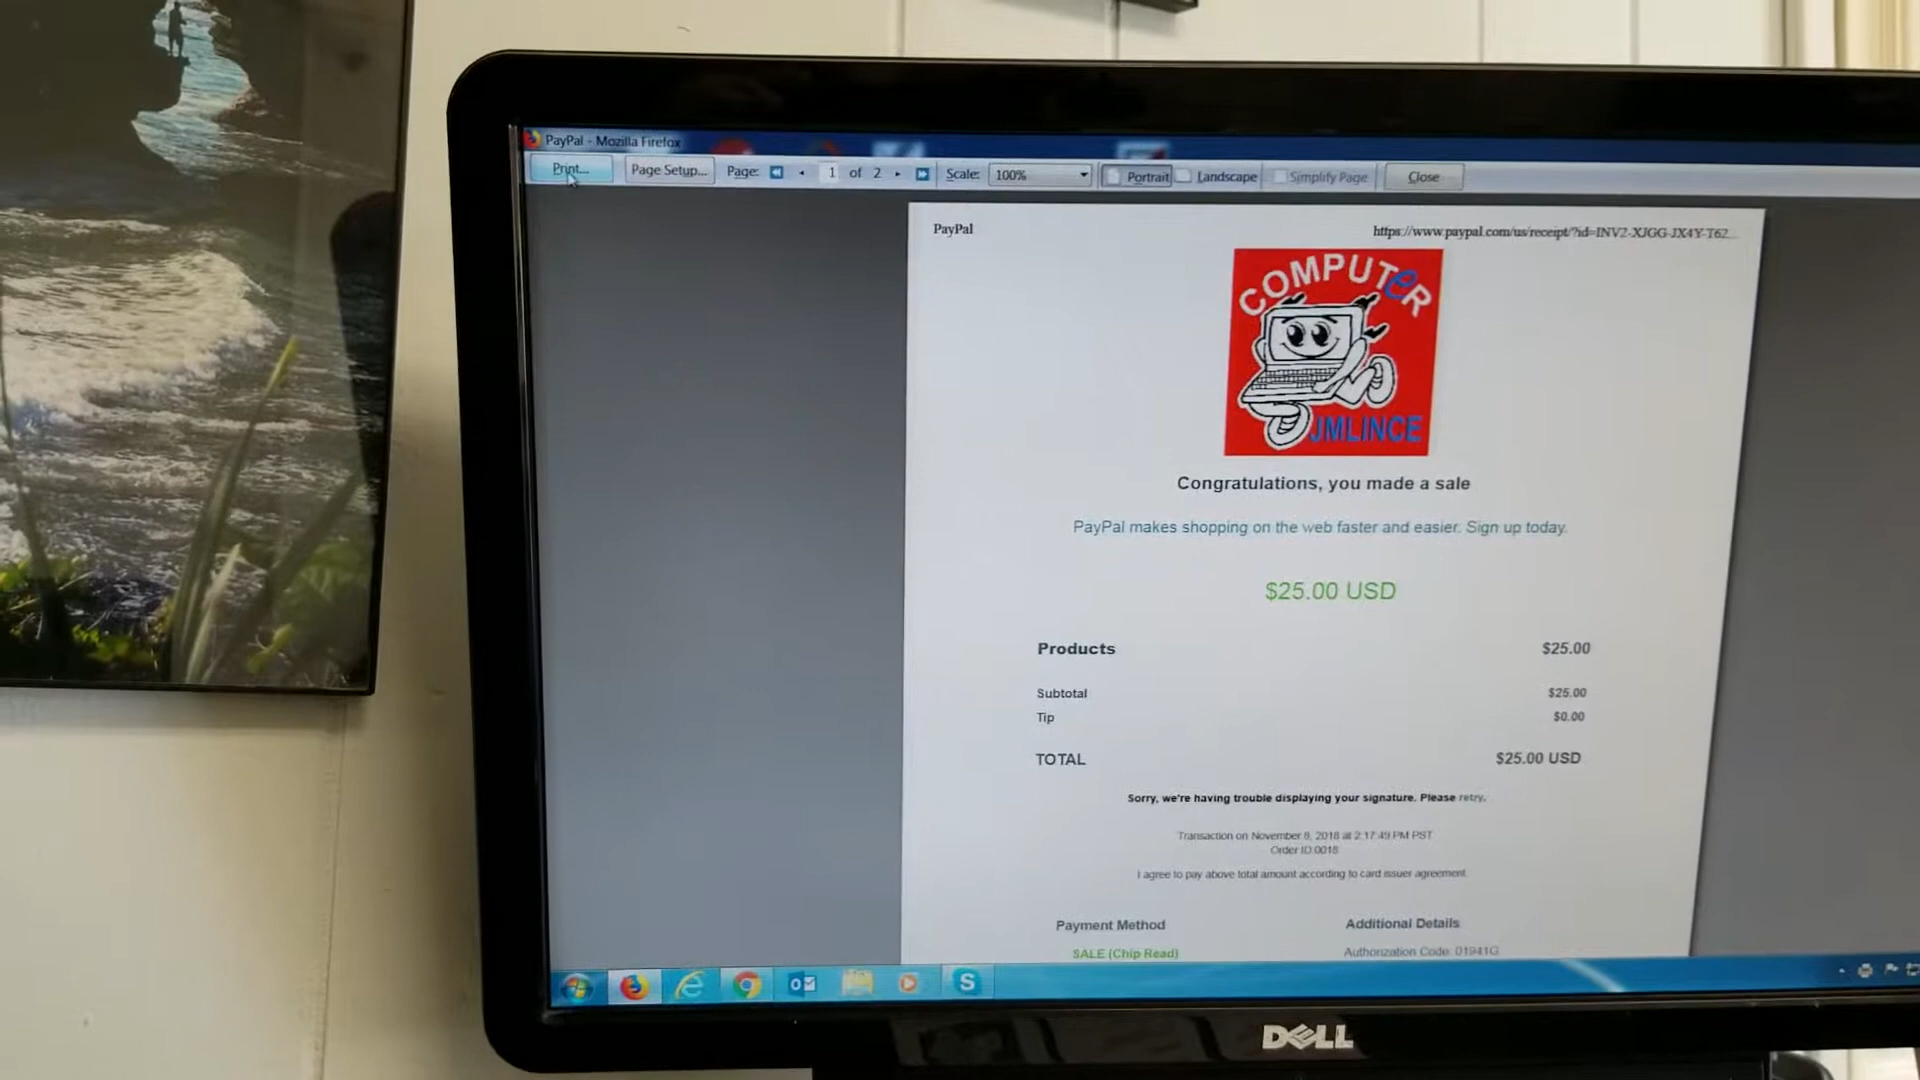 PayPal - Mozilla Firefox
Print... Page Setup... Page: 1 of 2 Scale: 100% Portrait Landscape Simplify Page Close
PayPal https://www.paypal.com/us/receipt/?id=INV2-XJGG-JX4Y-T62...
COMPUTeR
JMLINCE
Congratulations, you made a sale
PayPal makes shopping on the web faster and easier. Sign up today.
$25.00 USD
Products $25.00
Subtotal $25.00
Tip $0.00
TOTAL $25.00 USD
Sorry, we're having trouble displaying your signature. Please retry.
Transaction on November 8, 2018 at 2:17:49 PM PST
Order ID:0018
I agree to pay above total amount according to card issuer agreement.
Payment Method Additional Details
SALE (Chip Read) Authorization Code: 01941G
DELL